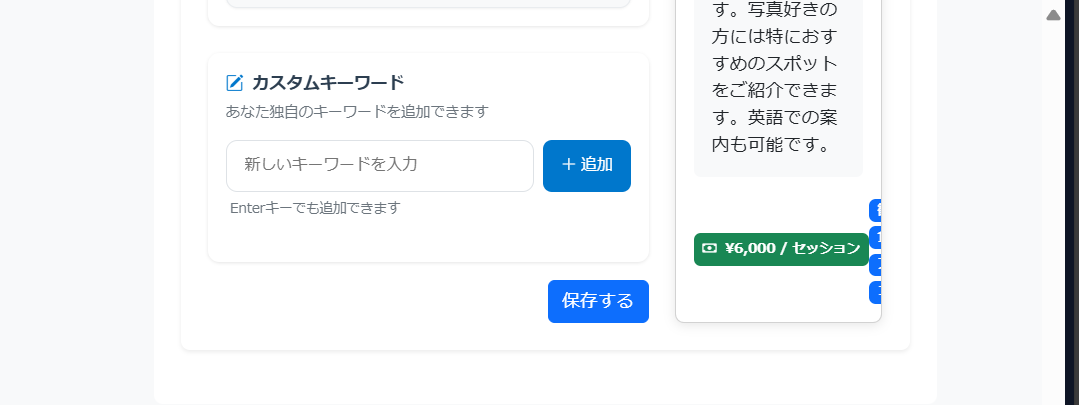 カスタムキーワード
あなた独自のキーワードを追加できます
新しいキーワードを入力
+ 追加
Enterキーでも追加できます
保存する
す。写真好きの
方には特におす
すめのスポット
をご紹介できま
す。英語での案
内も可能です。
¥6,000 / セッション